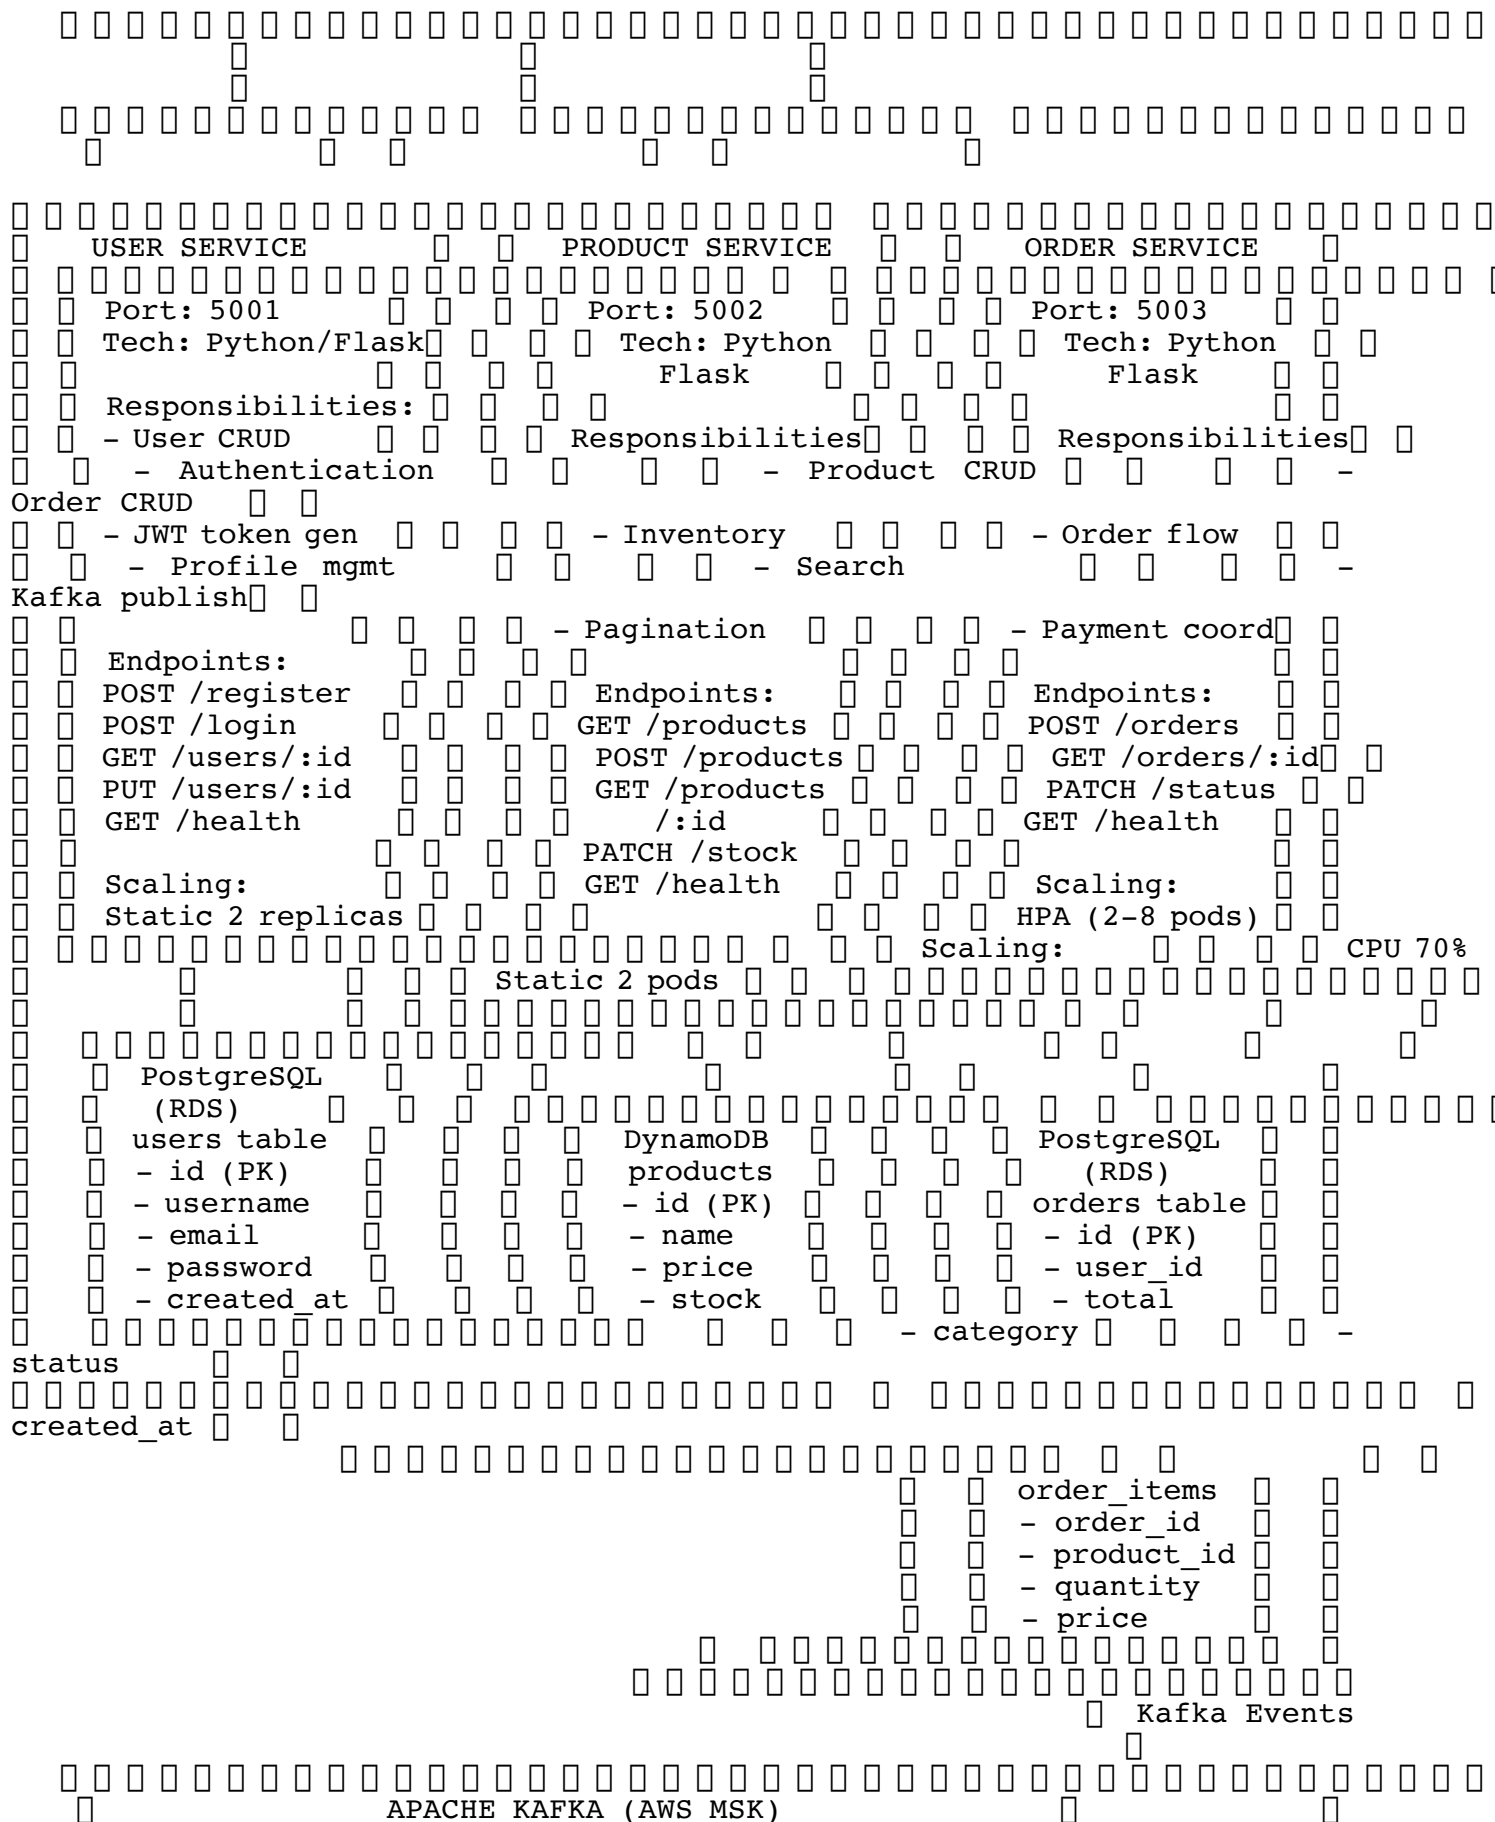 USER SERVICE PRODUCT SERVICE ORDER SERVICE
Port: 5001 Port: 5002 Port: 5003
Tech: Python/Flask Tech: Python Tech: Python
Flask Flask
Responsibilities:
- User CRUD Responsibilities Responsibilities
- Authentication - Product CRUD -
Order CRUD
- JWT token gen - Inventory - Order flow
- Profile mgmt - Search -
Kafka publish
- Pagination - Payment coord
Endpoints:
POST /register Endpoints: Endpoints:
POST /login GET /products POST /orders
GET /users/:id POST /products GET /orders/:id
PUT /users/:id GET /products PATCH /status
GET /health /:id GET /health
PATCH /stock
Scaling: GET /health Scaling:
Static 2 replicas HPA (2-8 pods)
Scaling: CPU 70%
Static 2 pods
PostgreSQL
(RDS)
users table DynamoDB PostgreSQL
- id (PK) products (RDS)
- username - id (PK) orders table
- email - name - id (PK)
- password - price - user_id
- created_at - stock - total
- category -
status
created_at
order_items
- order_id
- product_id
- quantity
- price
Kafka Events
APACHE KAFKA (AWS MSK)